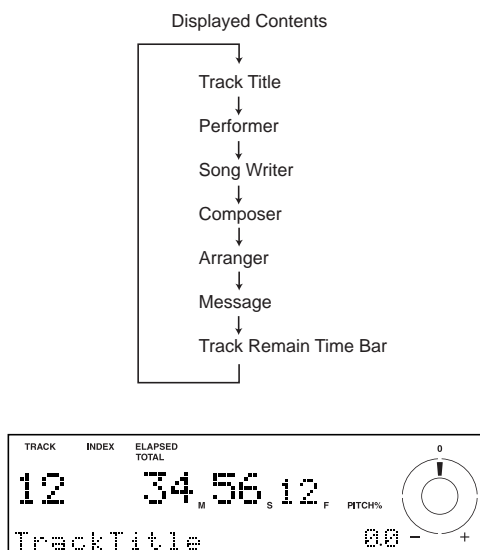 Displayed Contents
Track Title
Performer
Song Writer
Composer
Arranger
Message
Track Remain Time Bar
TRACK INDEX ELAPSED 0
TOTAL
12 34 M 56 S 12 F PITCH%
TrackTitle 0.0 − +